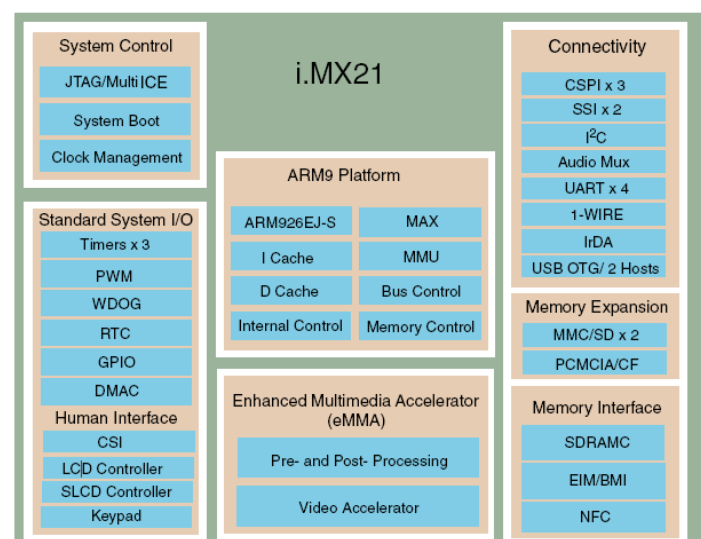 System Control
JTAG/Multi ICE
System Boot
Clock Management
Standard System I/O
Timers x 3
PWM
WDOG
RTC
GPIO
DMAC
Human Interface
CSI
LCD Controller
SLCD Controller
Keypad
i.MX21
ARM9 Platform
ARM926EJ-S
MAX
I Cache
MMU
D Cache
Bus Control
Internal Control
Memory Control
Enhanced Multimedia Accelerator
(eMMA)
Pre- and Post- Processing
Video Accelerator
Connectivity
CSPI x 3
SSI x 2
I²C
Audio Mux
UART x 4
1-WIRE
IrDA
USB OTG/ 2 Hosts
Memory Expansion
MMC/SD x 2
PCMCIA/CF
Memory Interface
SDRAMC
EIM/BMI
NFC